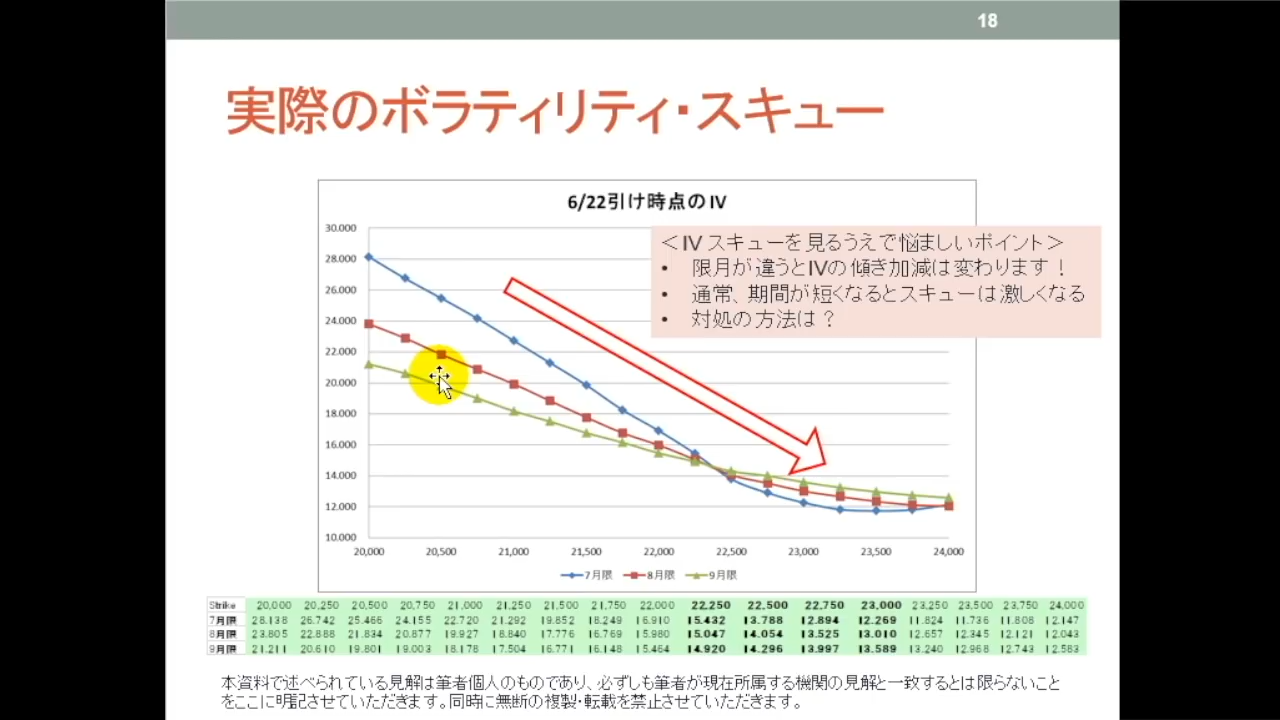 18
実際のボラティリティ・スキュー
6/22引け時点のIV
＜IVスキューを見るうえで悩ましいポイント＞
• 限月が違うとIVの傾き加減は変わります！
• 通常、期間が短くなるとスキューは激しくなる
• 対処の方法は？
30.000
28.000
26.000
24.000
22.000
20.000
18.000
16.000
14.000
12.000
10.000
20,000 20,500 21,000 21,500 22,000 22,500 23,000 23,500 24,000
7月限 8月限 9月限
Strike 20,000 20,250 20,500 20,750 21,000 21,250 21,500 21,750 22,000 22,250 22,500 22,750 23,000 23,250 23,500 23,750 24,000
7月限 28.138 26.742 25.466 24.155 22.720 21.292 19.852 18.249 16.910 15.432 13.788 12.894 12.269 11.824 11.736 11.808 12.147
8月限 23.805 22.888 21.834 20.877 19.927 18.840 17.776 16.769 15.980 15.047 14.054 13.525 13.010 12.657 12.345 12.121 12.043
9月限 21.211 20.610 19.801 19.003 18.178 17.504 16.771 16.148 15.464 14.920 14.296 13.997 13.589 13.240 12.968 12.743 12.583
本資料で述べられている見解は筆者個人のものであり、必ずしも筆者が現在所属する機関の見解と一致するとは限らないこと
をここに明記させていただきます。同時に無断の複製・転載を禁止させていただきます。